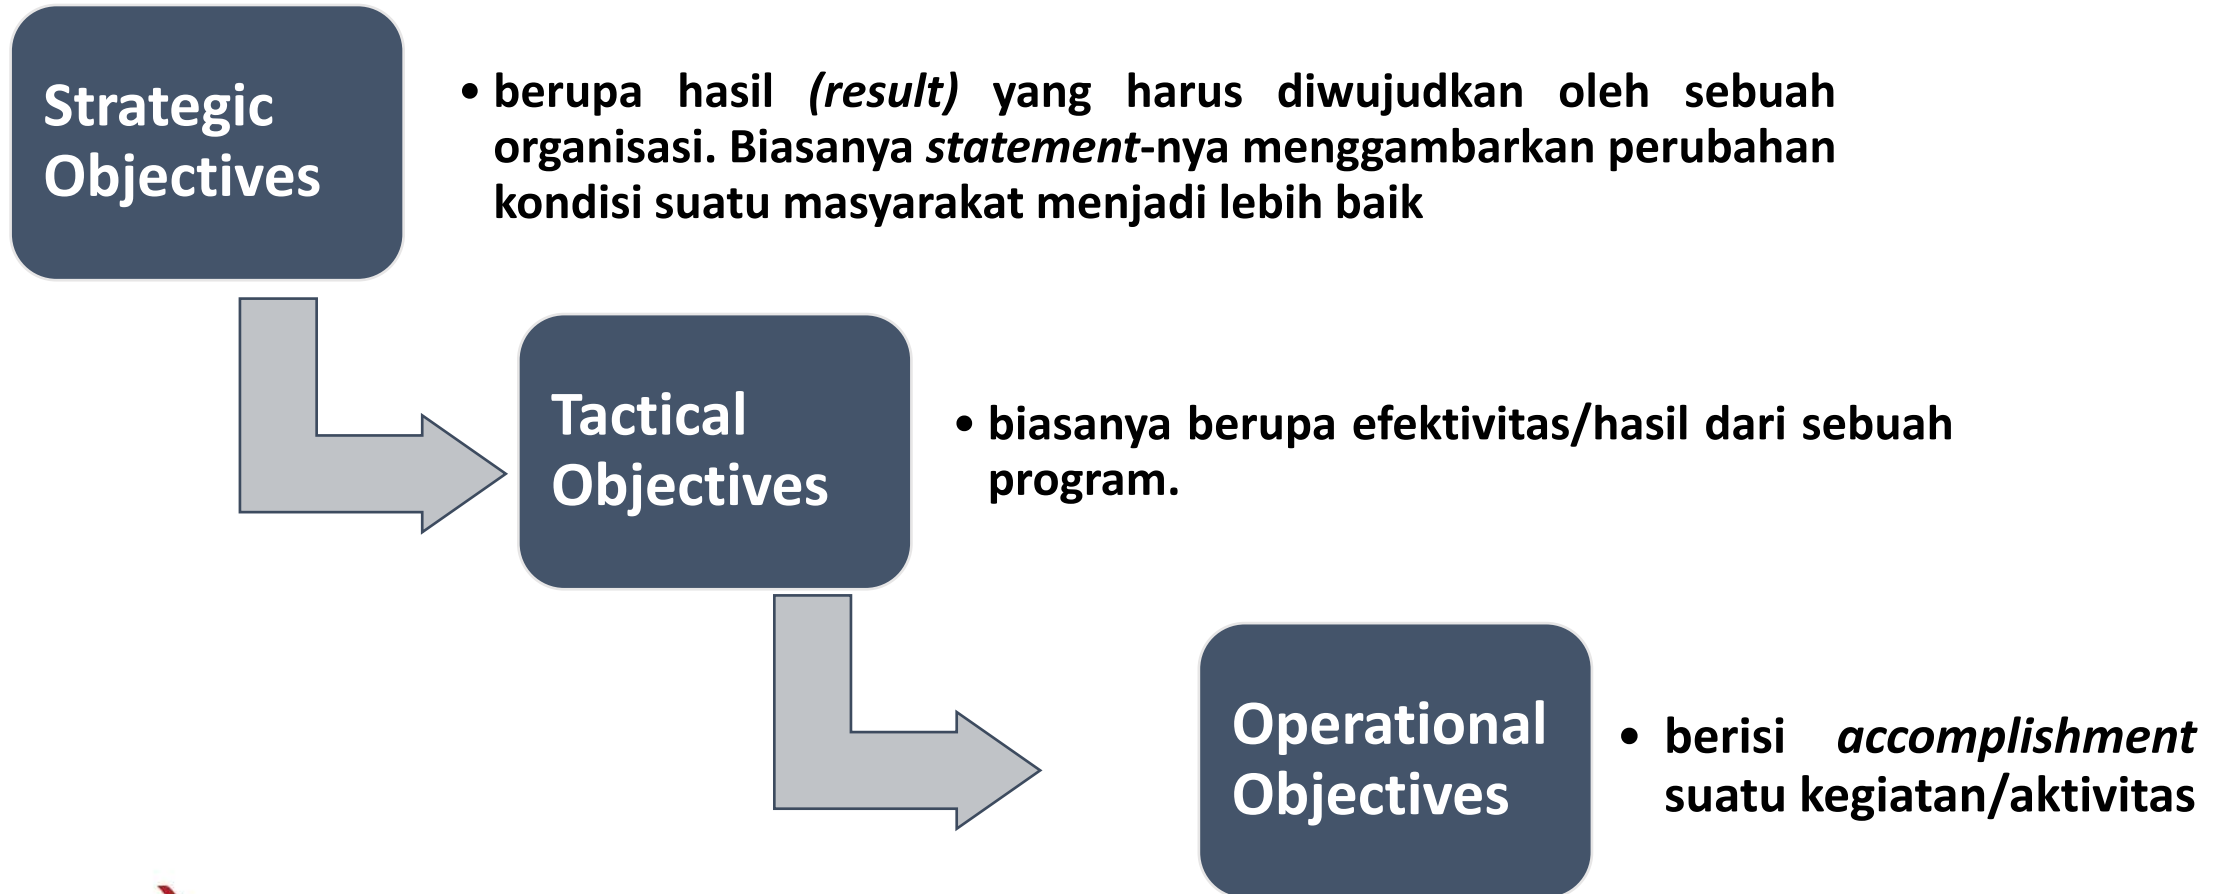 Strategic
Objectives
• berupa hasil (result) yang harus diwujudkan oleh sebuah
organisasi. Biasanya statement-nya menggambarkan perubahan
kondisi suatu masyarakat menjadi lebih baik
Tactical
Objectives
• biasanya berupa efektivitas/hasil dari sebuah
program.
Operational
Objectives
• berisi accomplishment
suatu kegiatan/aktivitas